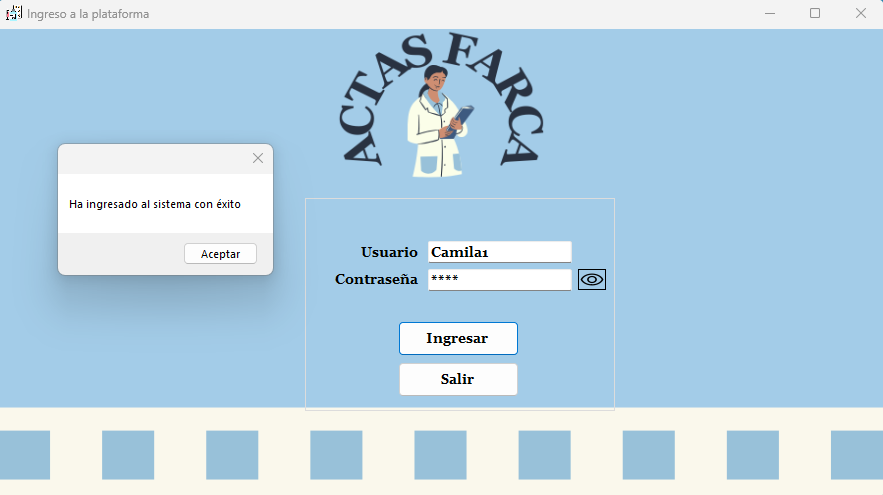 Ingreso a la plataforma
ACTAS FARCA
Ha ingresado al sistema con éxito
Aceptar
Usuario Camila1
Contraseña ****
Ingresar
Salir